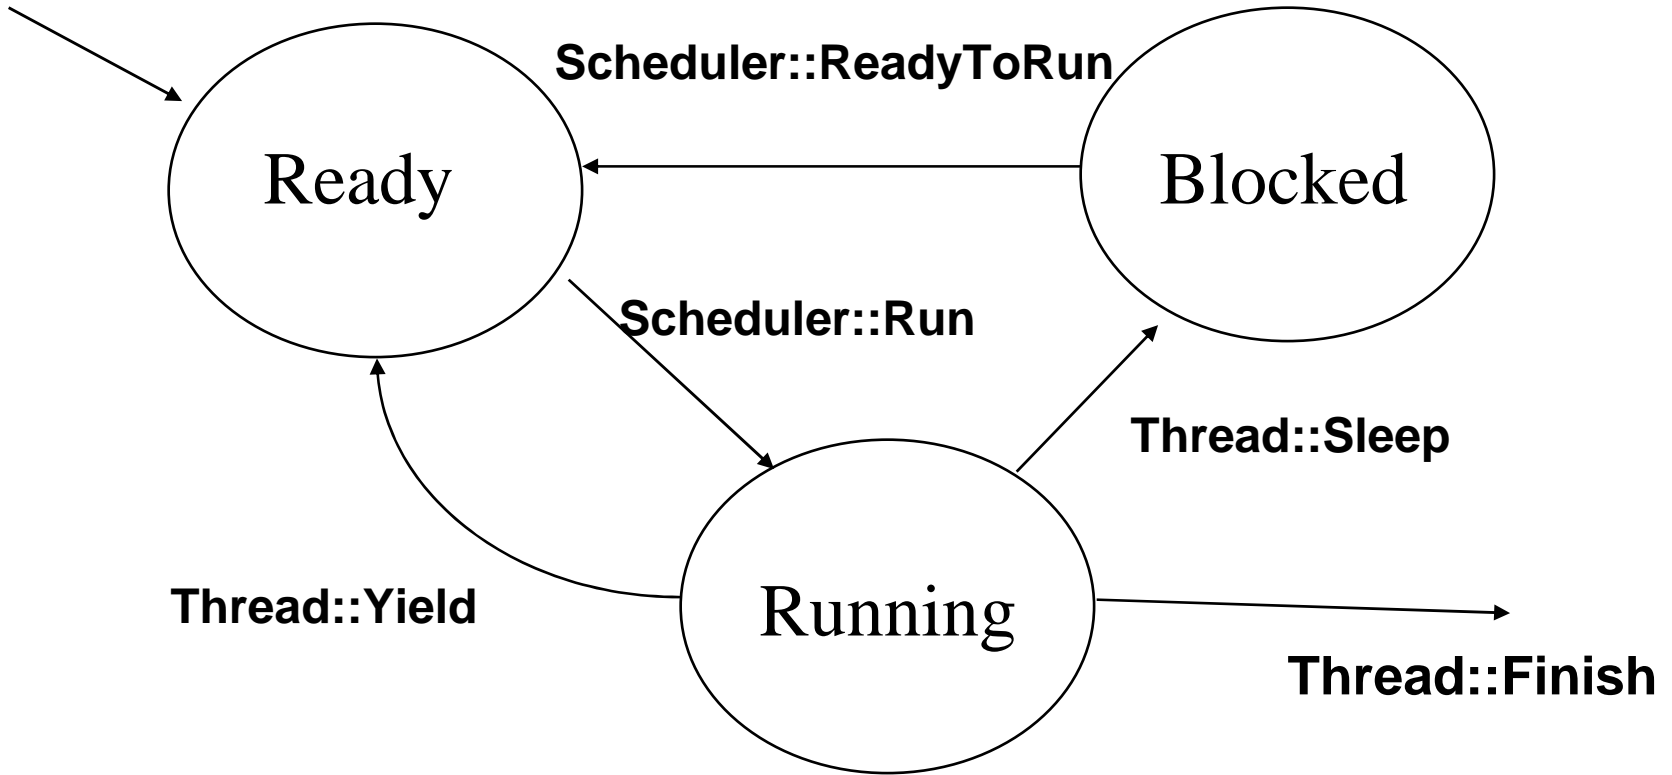 Scheduler::ReadyToRun
Ready
Blocked
Scheduler::Run
Thread::Sleep
Thread::Yield
Running
Thread::Finish